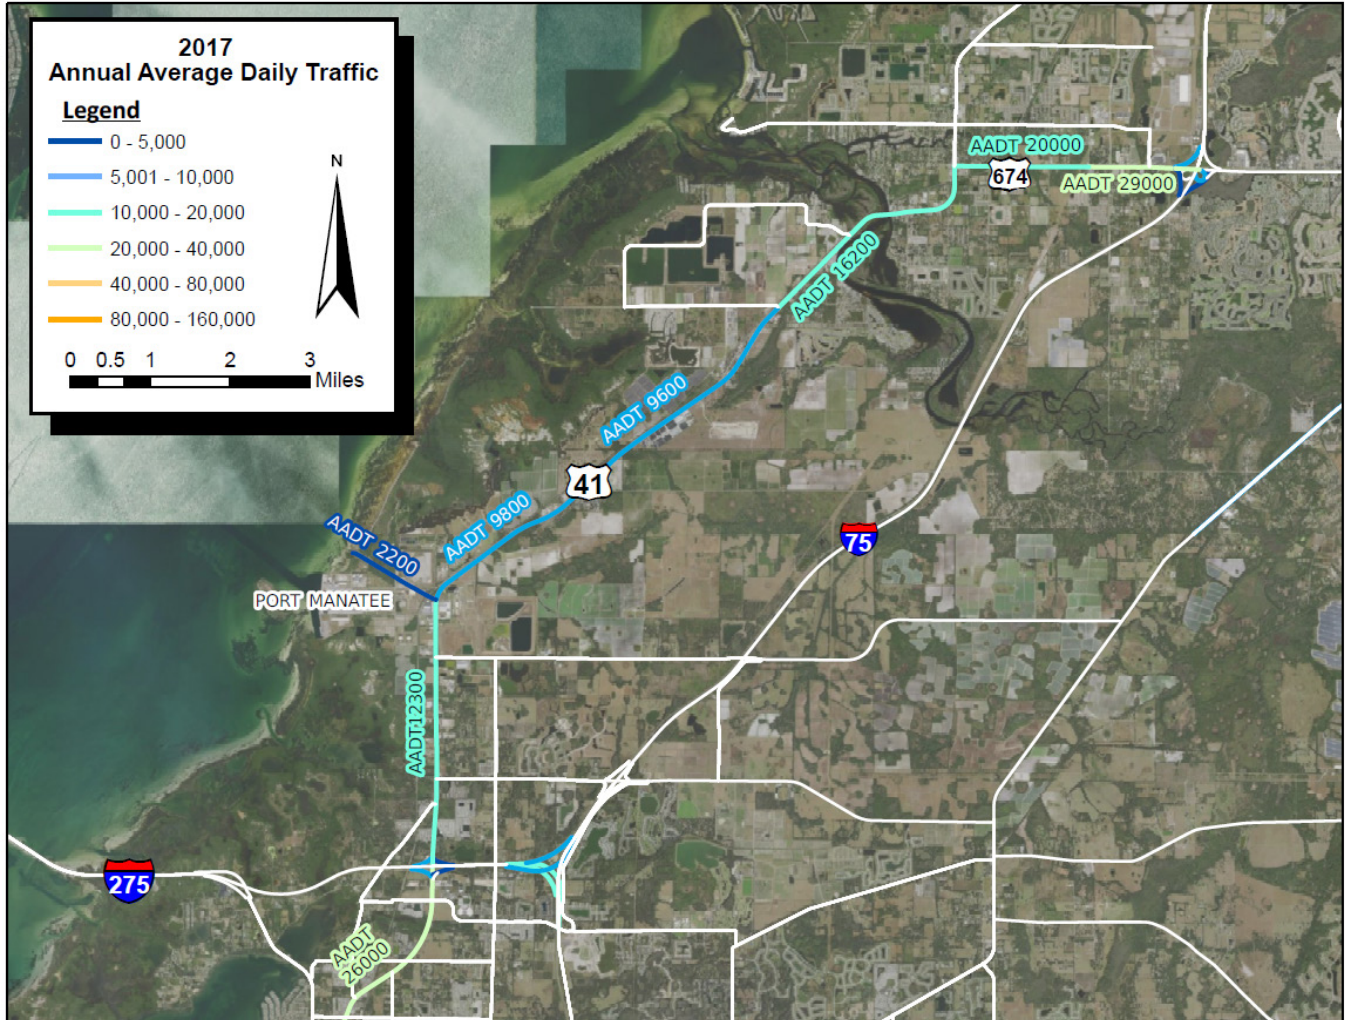 2017
Annual Average Daily Traffic
Legend
0 - 5,000
5,001 - 10,000
10,000 - 20,000
20,000 - 40,000
40,000 - 80,000
80,000 - 160,000
N
0 0.5 1 2 3
Miles
AADT 20000
674
AADT 29000
AADT 16200
AADT 9600
41
AADT 9800
75
AADT 2200
PORT MANATEE
AADT12300
275
AADT
26000